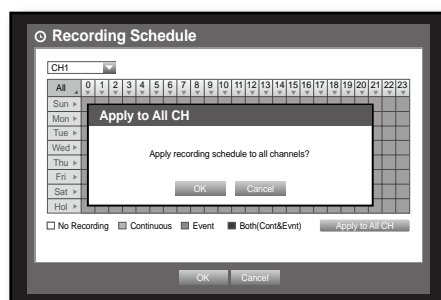 Recording Schedule
CH1
All 0 1 2 3 4 5 6 7 8 9 10 11 12 13 14 15 16 17 18 19 20 21 22 23
Sun
Mon
Apply to All CH
Tue
Wed
Apply recording schedule to all channels?
Thu
Fri
Sat
OK Cancel
Hol
No Recording Continuous Event Both(Cont&Evnt) Apply to All CH
OK Cancel